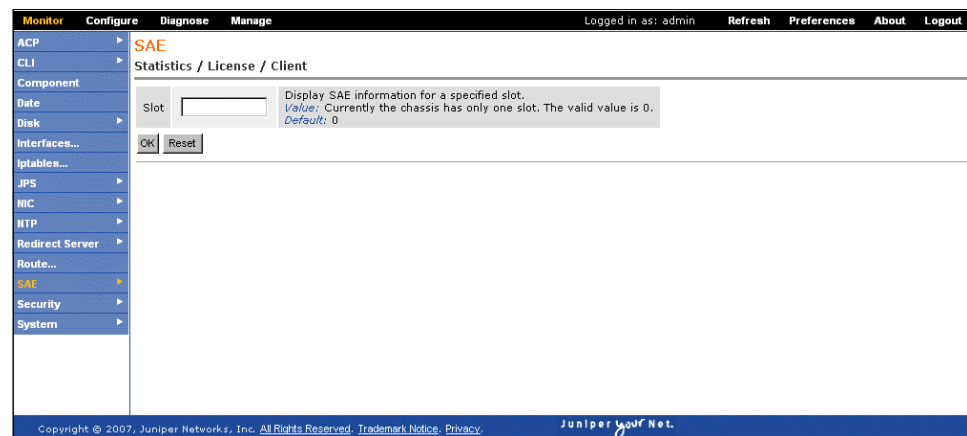 Monitor Configure Diagnose Manage Logged in as: admin Refresh Preferences About Logout
ACP
CLI
Component
Date
Disk
Interfaces...
Iptables...
JPS
NIC
NTP
Redirect Server
Route...
SAE
Security
System
SAE
Statistics / License / Client
Slot
Display SAE information for a specified slot.
Value: Currently the chassis has only one slot. The valid value is 0.
Default: 0
OK Reset
Copyright © 2007, Juniper Networks, Inc. All Rights Reserved. Trademark Notice. Privacy.
Juniper your Net.